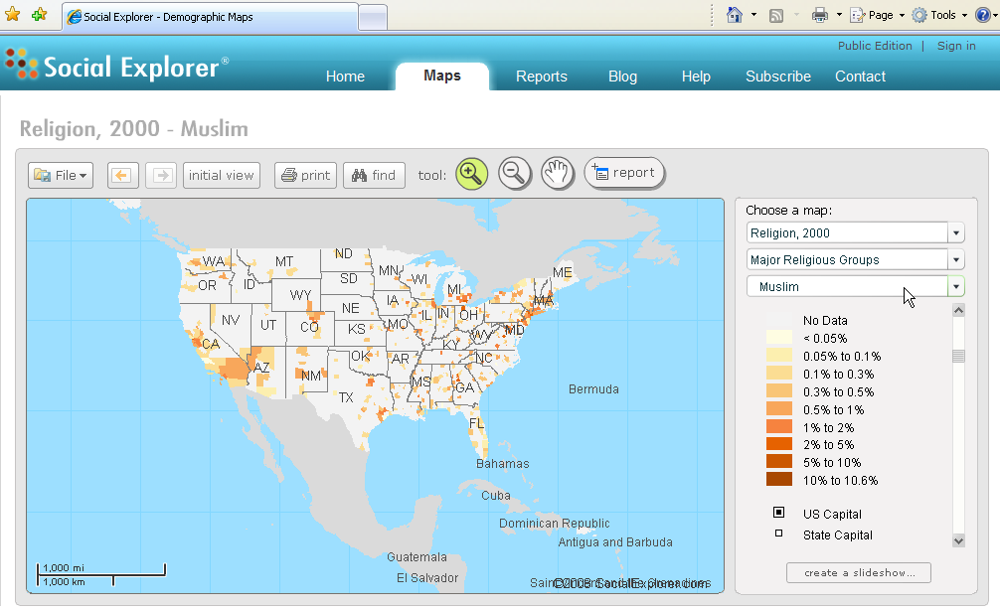 Social Explorer - Demographic Maps
Page
Tools
Public Edition | Sign in
Social Explorer®
Home
Maps
Reports
Blog
Help
Subscribe
Contact
Religion, 2000 - Muslim
File
initial view
print
find
tool:
report
Choose a map:
Religion, 2000
Major Religious Groups
Muslim
No Data
< 0.05%
0.05% to 0.1%
0.1% to 0.3%
0.3% to 0.5%
0.5% to 1%
1% to 2%
2% to 5%
5% to 10%
10% to 10.6%
US Capital
State Capital
create a slideshow...
WA
MT
ND
MN
WI
MI
ME
OR
ID
SD
WY
IA
MA
NV
UT
CO
NE
IL
IN
OH
KS
MO
MD
CA
KY
WV
AZ
NM
OK
AR
NC
TX
MS
GA
FL
Bermuda
Bahamas
Cuba
Dominican Republic
Antigua and Barbuda
Guatemala
El Salvador
1,000 mi
1,000 km
©2008 SocialExplorer.com